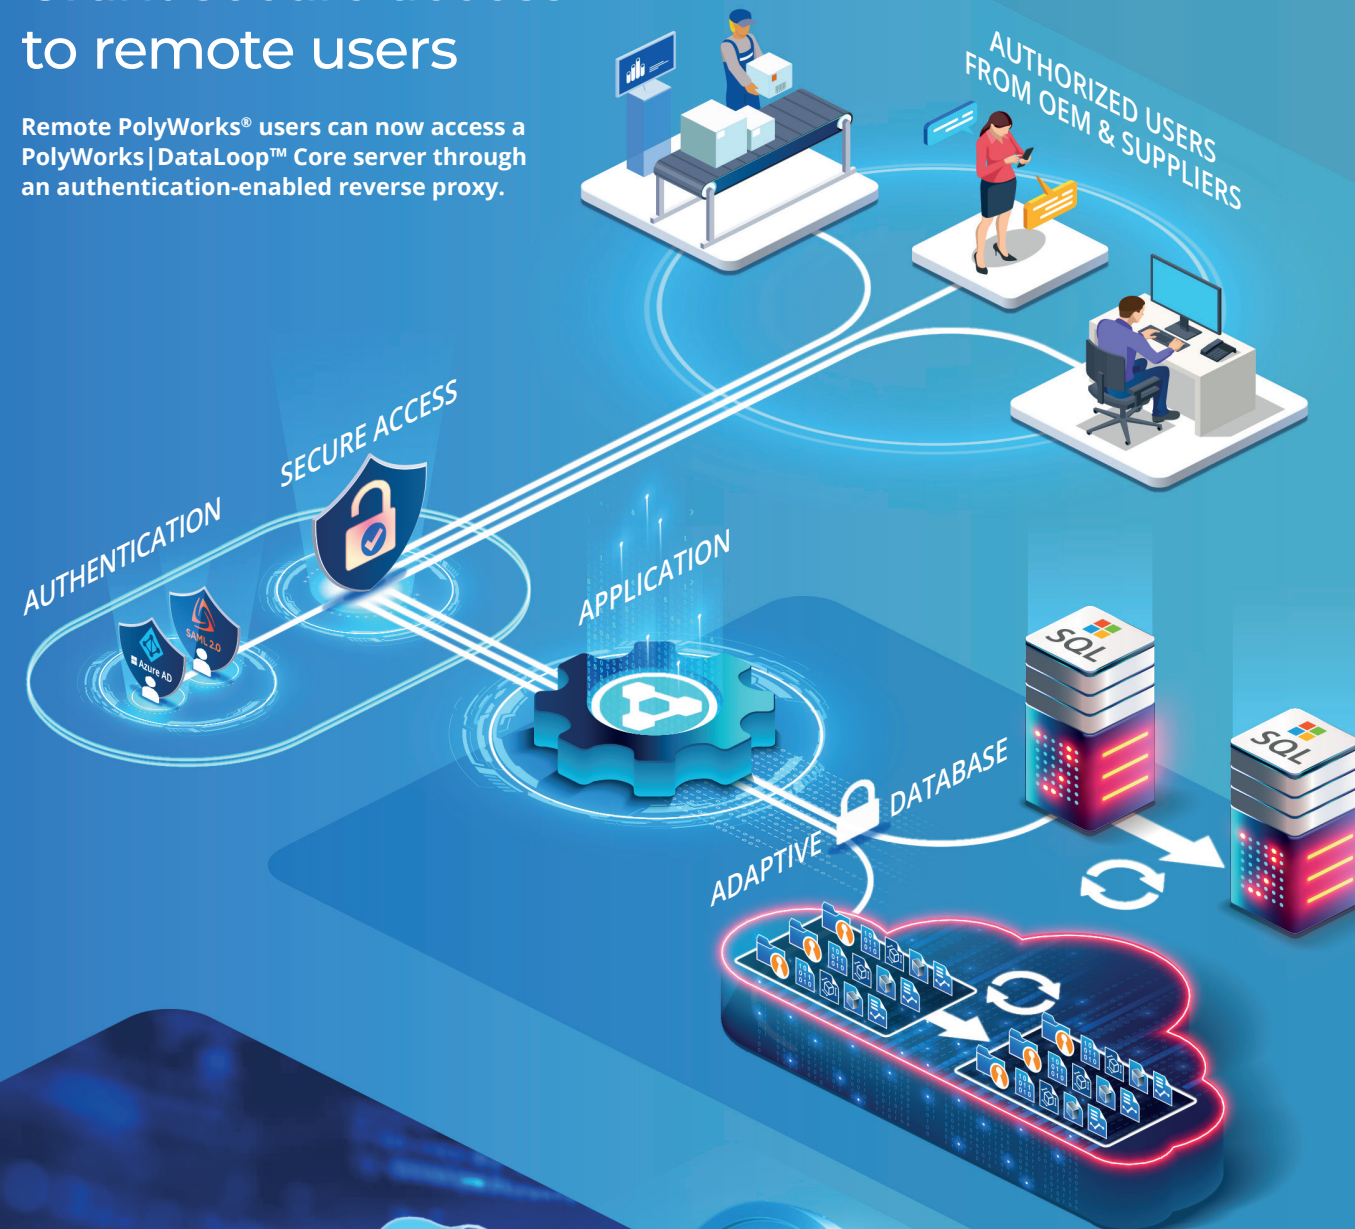 to remote users
Remote PolyWorks® users can now access a
PolyWorks|DataLoop™ Core server through
an authentication-enabled reverse proxy.
AUTHORIZED USERS
FROM OEM & SUPPLIERS
SECURE ACCESS
AUTHENTICATION
SAML 2.0
Azure AD
APPLICATION
SQL
SQL
ADAPTIVE DATABASE